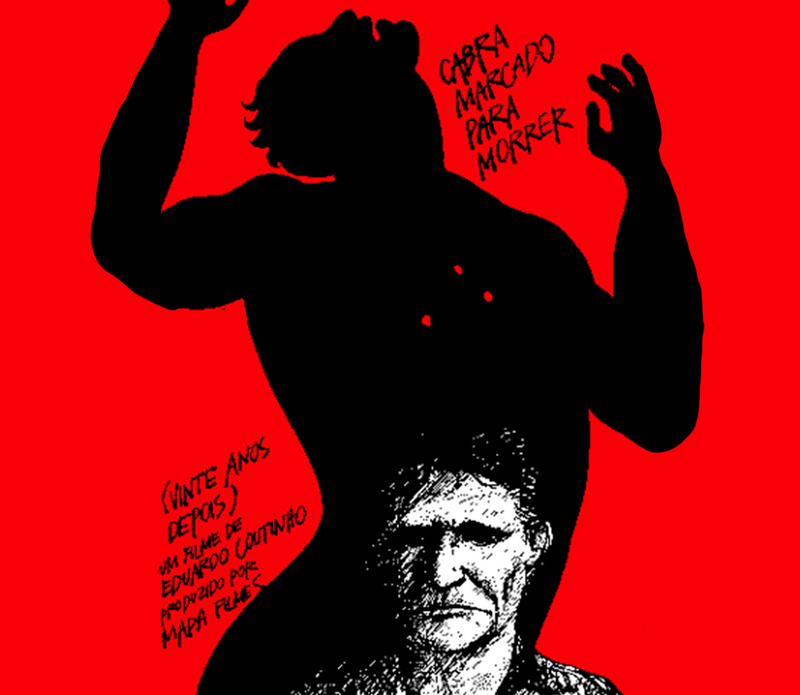 CABRA
MARCADO
PARA
MORRER
(VINTE ANOS
DEPOIS)
UM FILME DE
EDUARDO COUTINHO
PRODUZIDO POR
MAPA FILMES